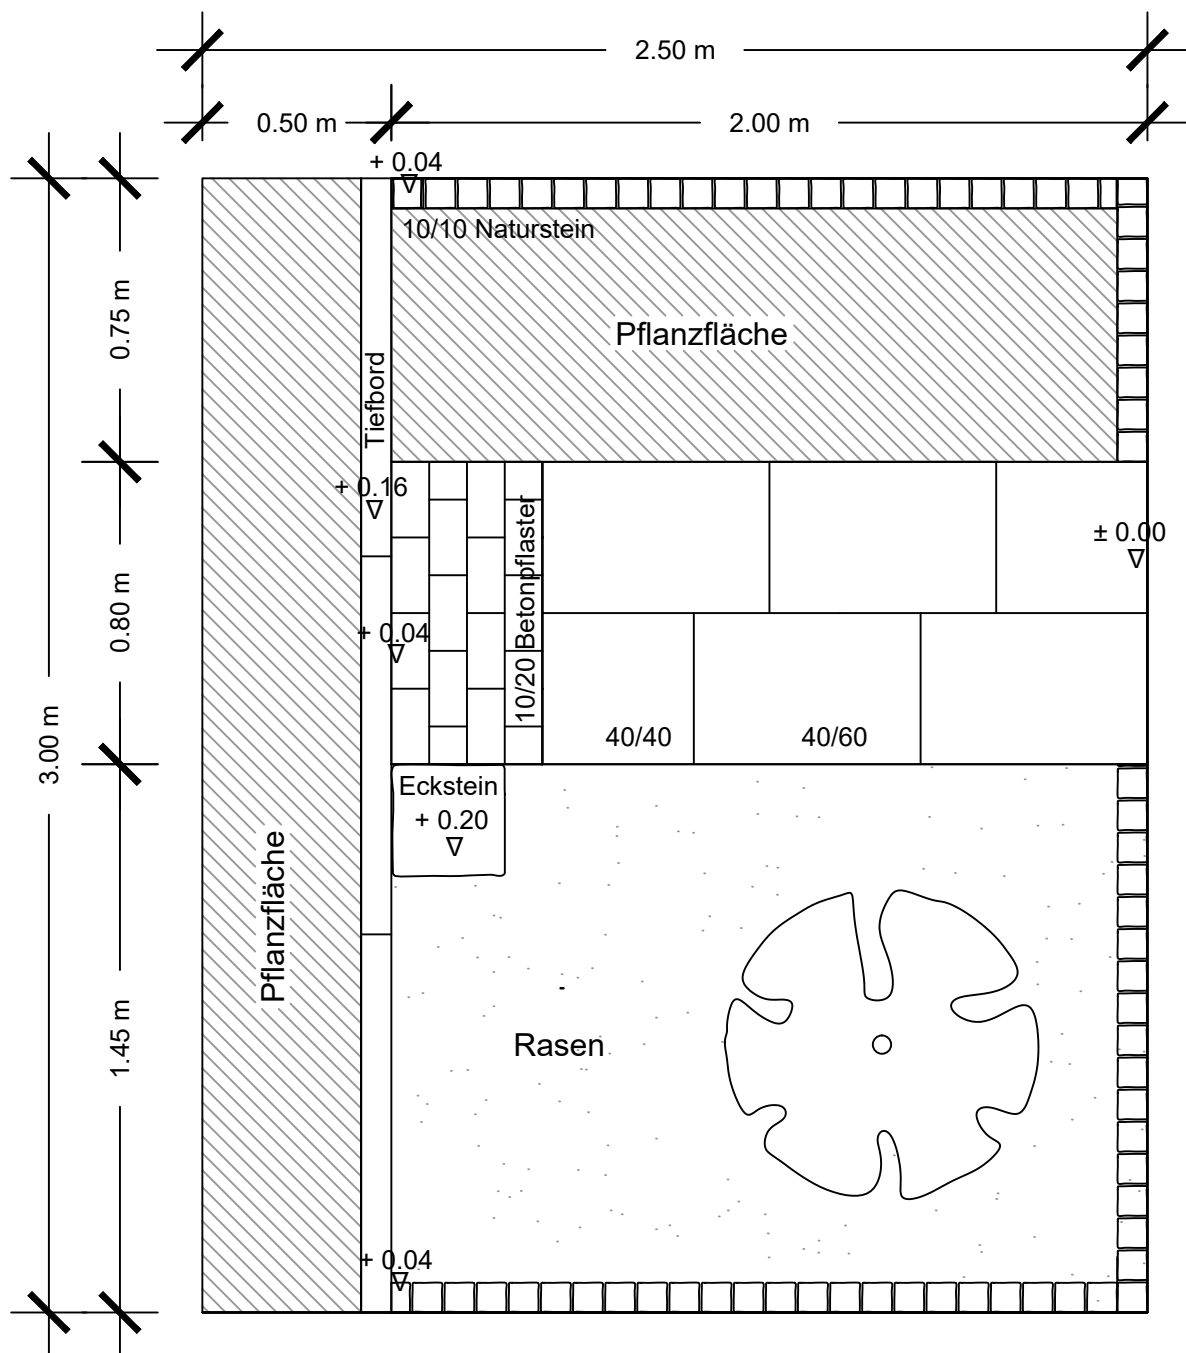 2.50 m
0.50 m
2.00 m
+ 0.04
10/10 Naturstein
0.75 m
Pflanzfläche
Tiefbord
+ 0.16
± 0.00
10/20 Betonpflaster
0.80 m
+ 0.04
3.00 m
40/40
40/60
Eckstein
+ 0.20
Pflanzfläche
1.45 m
Rasen
+ 0.04